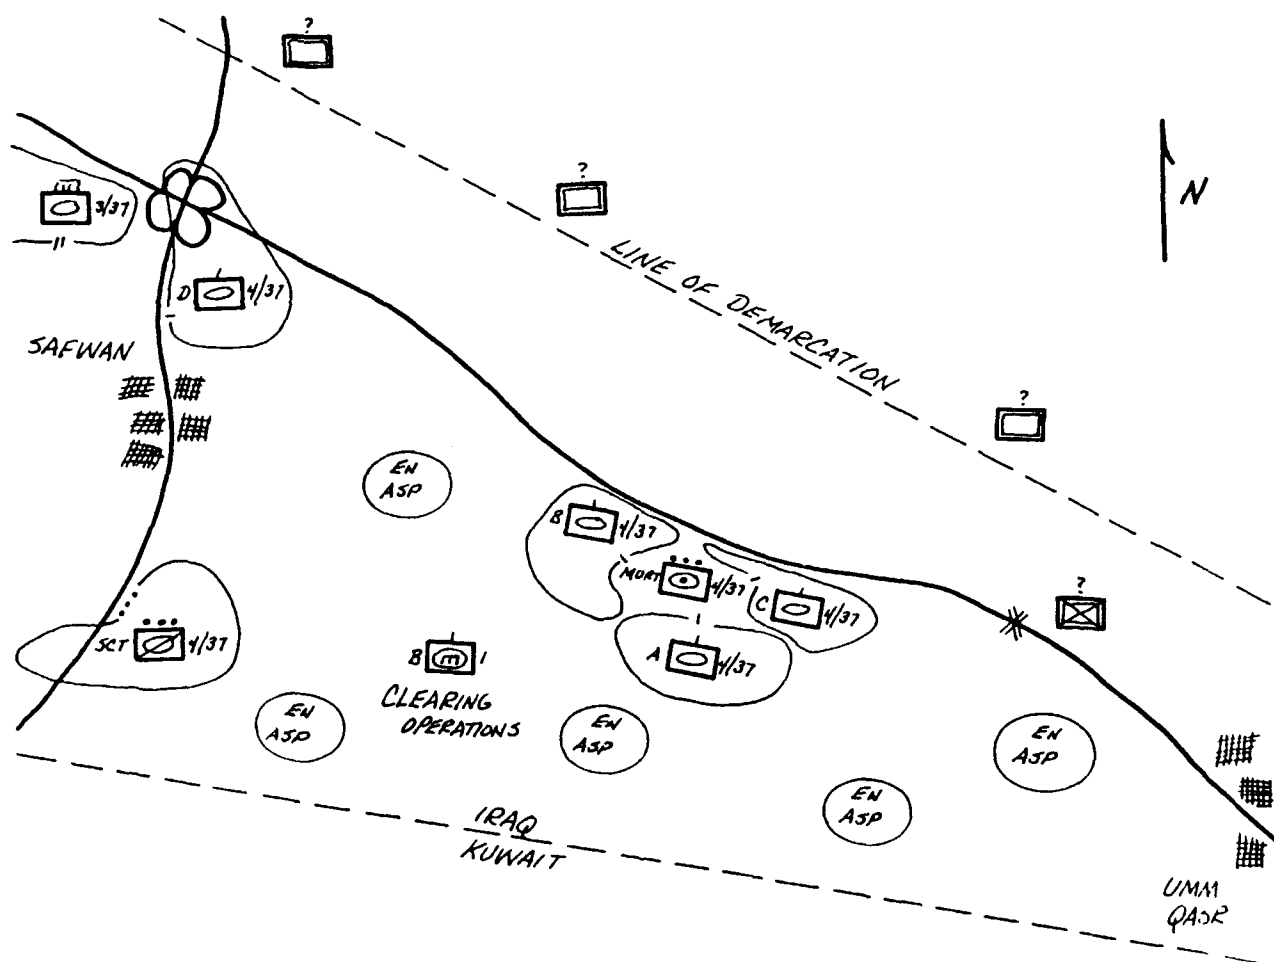 ?
?
N
3/37
D 4/37
LINE OF DEMARCATION
SAFWAN
?
EN
ASP
B 4/37
MORT 4/37
C 4/37
?
SCT 4/37
B M 1
A 4/37
CLEARING
OPERATIONS
EN
ASP
EN
ASP
EN
ASP
EN
ASP
IRAQ
KUWAIT
UMM
QASR